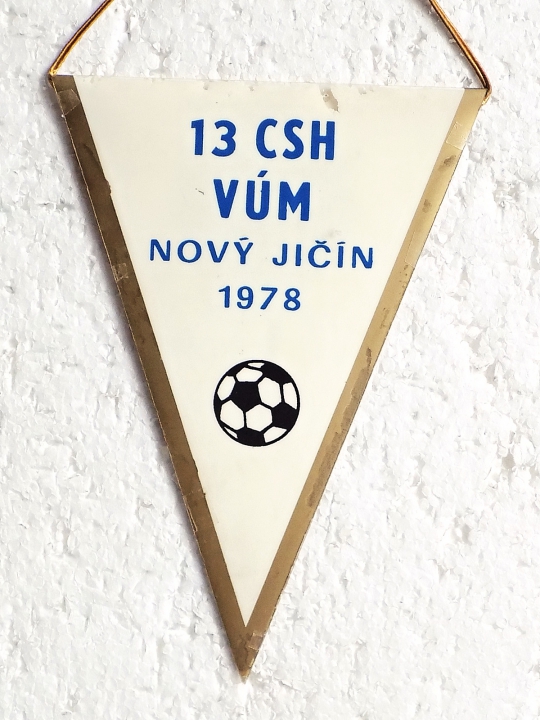 13 CSH
VÚM
NOVÝ JIČÍN
1978